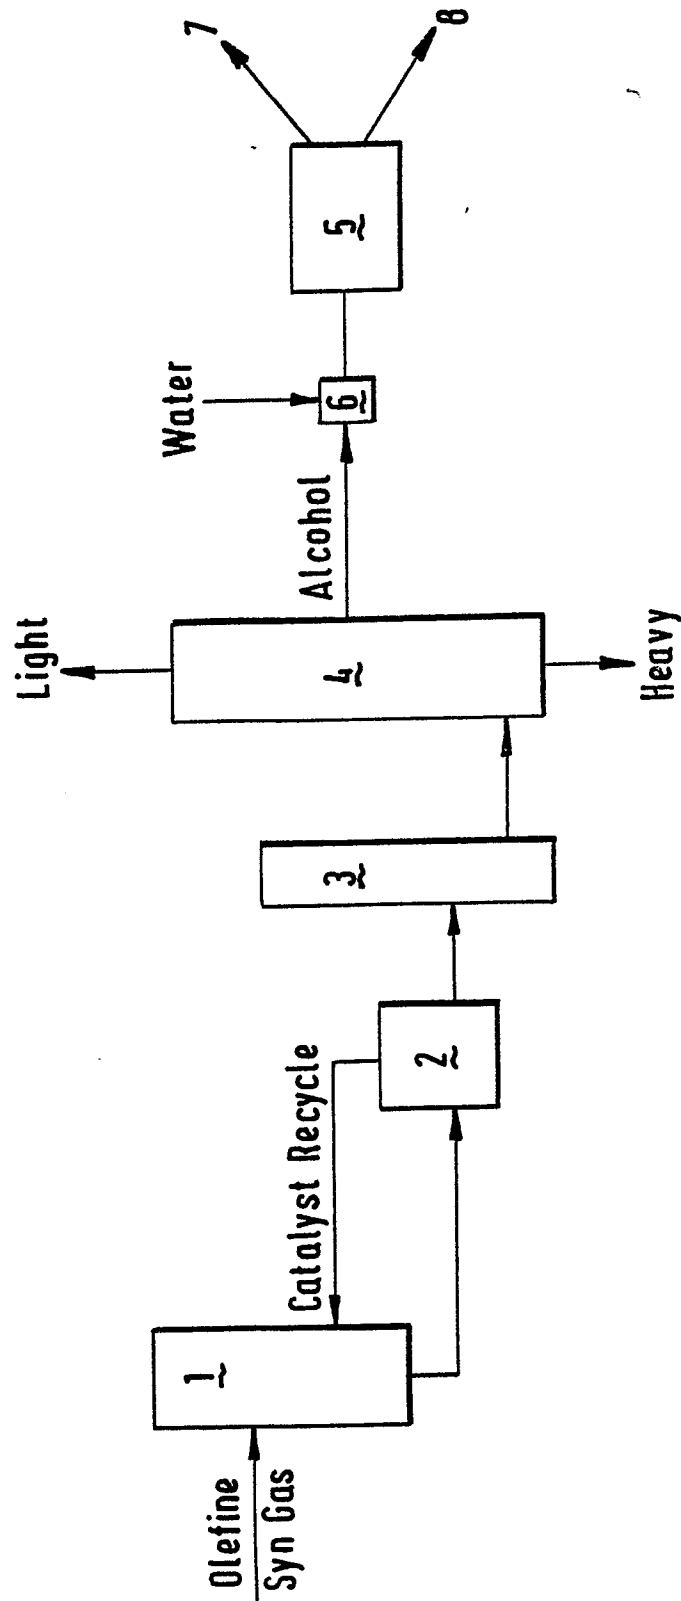 Olefine
Syn Gas
1
Catalyst Recycle
2
3
4
Light
Heavy
Alcohol
Water
6
5
7
8